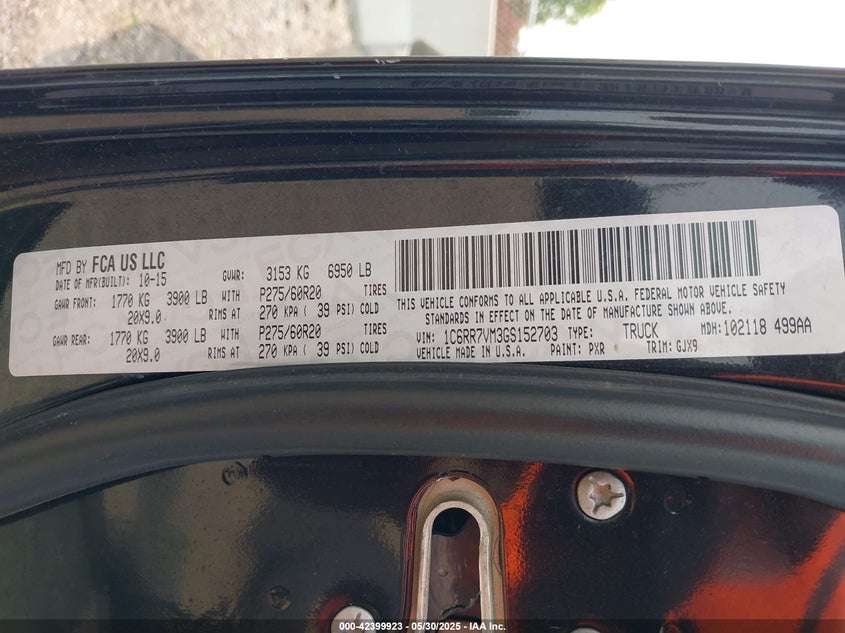 MFD BY FCA US LLC
DATE OF MFR(BUILT): 10-15
GVWR: 3153 KG 6950 LB
GAWR FRONT: 1770 KG 3900 LB WITH P275/60R20 TIRES
20X9.0 RIMS AT 270 KPA ( 39 PSI) COLD
GAWR REAR: 1770 KG 3900 LB WITH P275/60R20 TIRES
20X9.0 RIMS AT 270 KPA ( 39 PSI) COLD
THIS VEHICLE CONFORMS TO ALL APPLICABLE U.S.A. FEDERAL MOTOR VEHICLE SAFETY
STANDARDS IN EFFECT ON THE DATE OF MANUFACTURE SHOWN ABOVE.
VIN: 1C6RR7VM3GS152703 TYPE: TRUCK MDH: 102118 499AA
VEHICLE MADE IN U.S.A. PAINT: PXR TRIM: GJX9
000-42399923 - 05/30/2025 - IAA Inc.